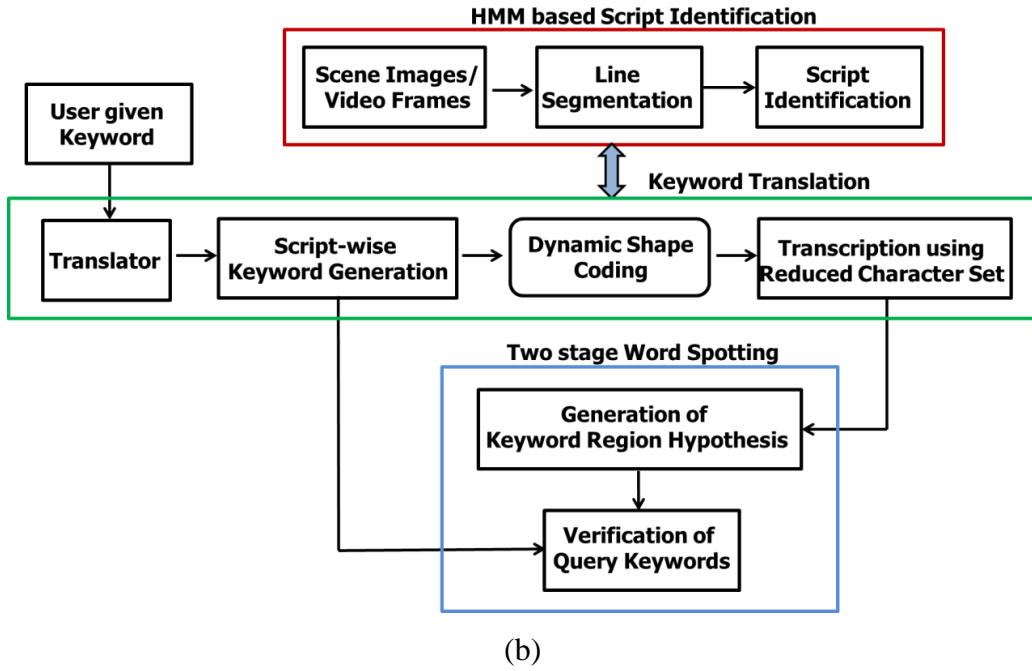 HMM based Script Identification
Scene Images/
Video Frames
Line
Segmentation
Script
Identification
User given
Keyword
Keyword Translation
Translator
Script-wise
Keyword Generation
Dynamic Shape
Coding
Transcription using
Reduced Character Set
Two stage Word Spotting
Generation of
Keyword Region Hypothesis
Verification of
Query Keywords
(b)